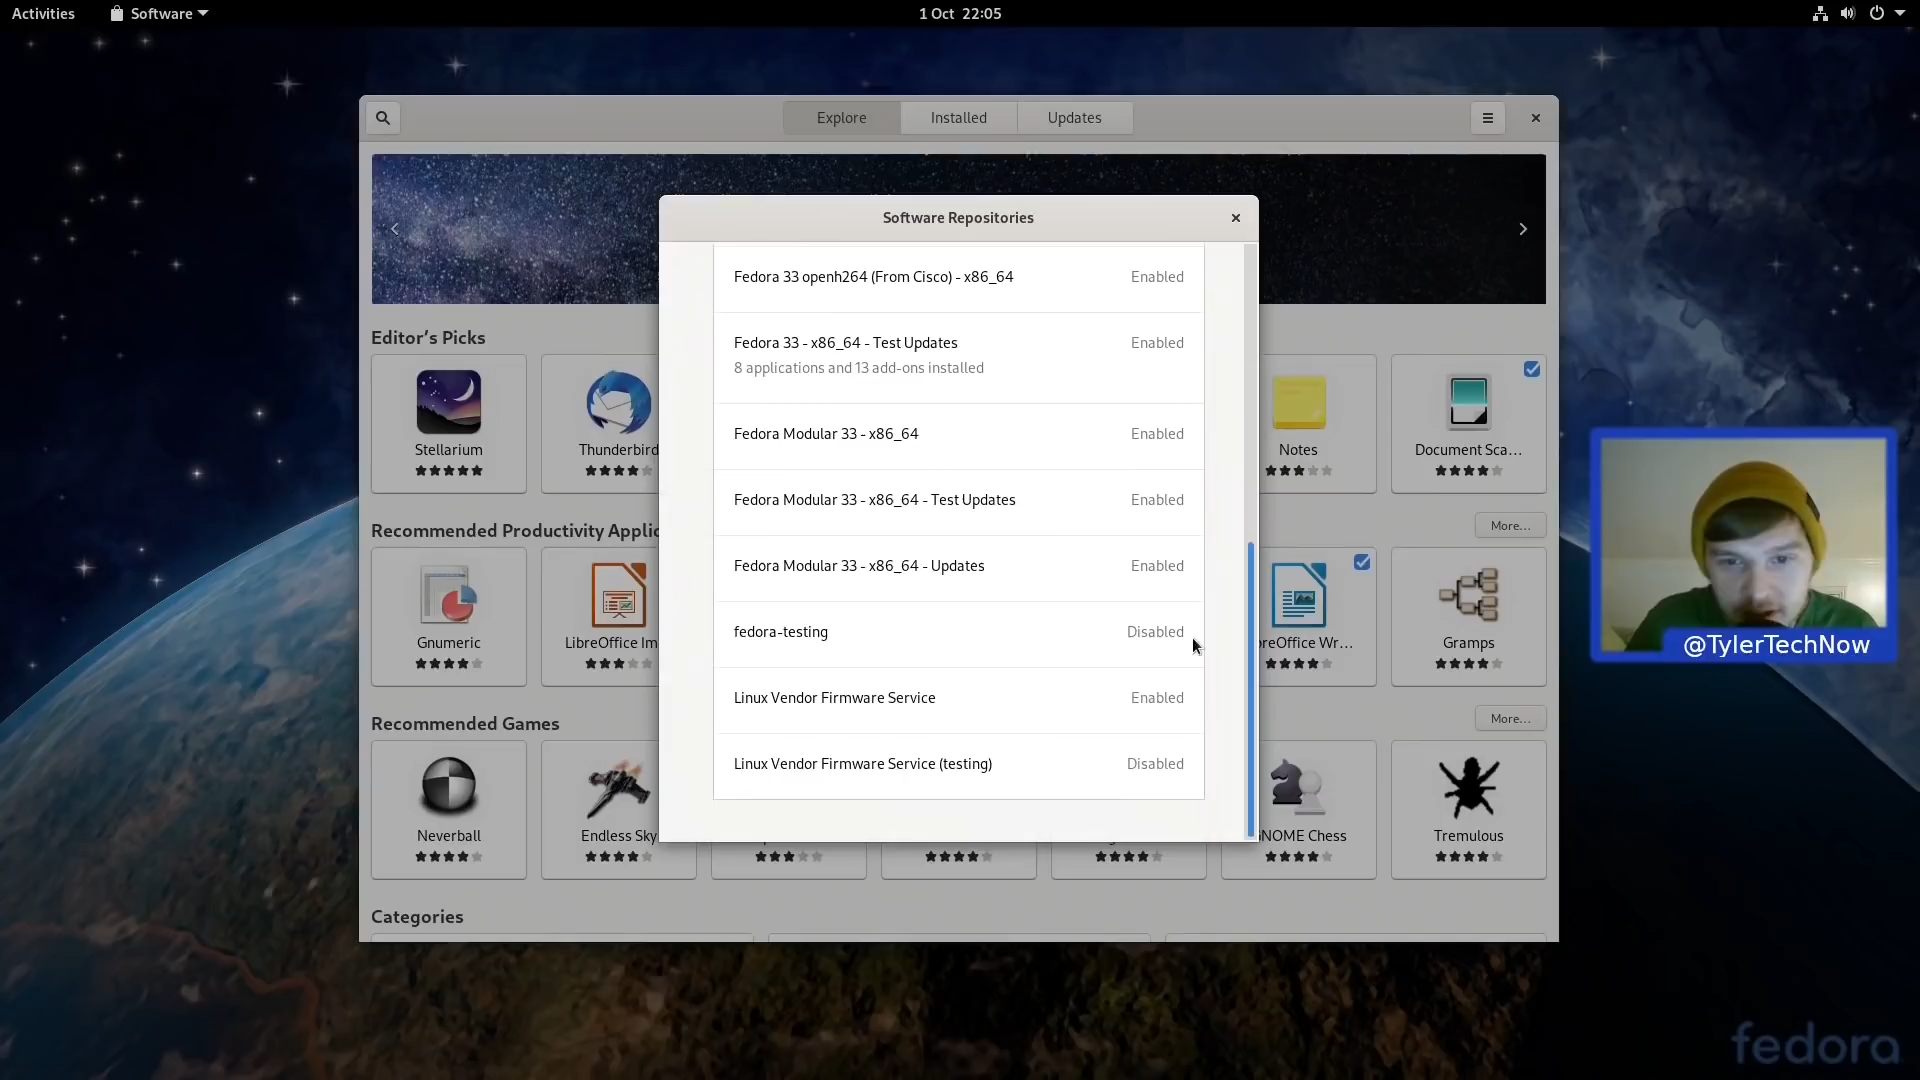 Activities
Software
1 Oct 22:05
Explore
Installed
Updates
Software Repositories
Fedora 33 openh264 (From Cisco) - x86_64
Enabled
Fedora 33 - x86_64 - Test Updates
Enabled
8 applications and 13 add-ons installed
Fedora Modular 33 - x86_64
Enabled
Fedora Modular 33 - x86_64 - Test Updates
Enabled
Fedora Modular 33 - x86_64 - Updates
Enabled
fedora-testing
Disabled
Linux Vendor Firmware Service
Enabled
Linux Vendor Firmware Service (testing)
Disabled
Editor’s Picks
Stellarium
Thunderbird
Notes
Document Sca…
Recommended Productivity Applic
More…
Gnumeric
LibreOffice Im
breOffice Wr…
Gramps
Recommended Games
More…
Neverball
Endless Sky
GNOME Chess
Tremulous
Categories
@TylerTechNow
fedora